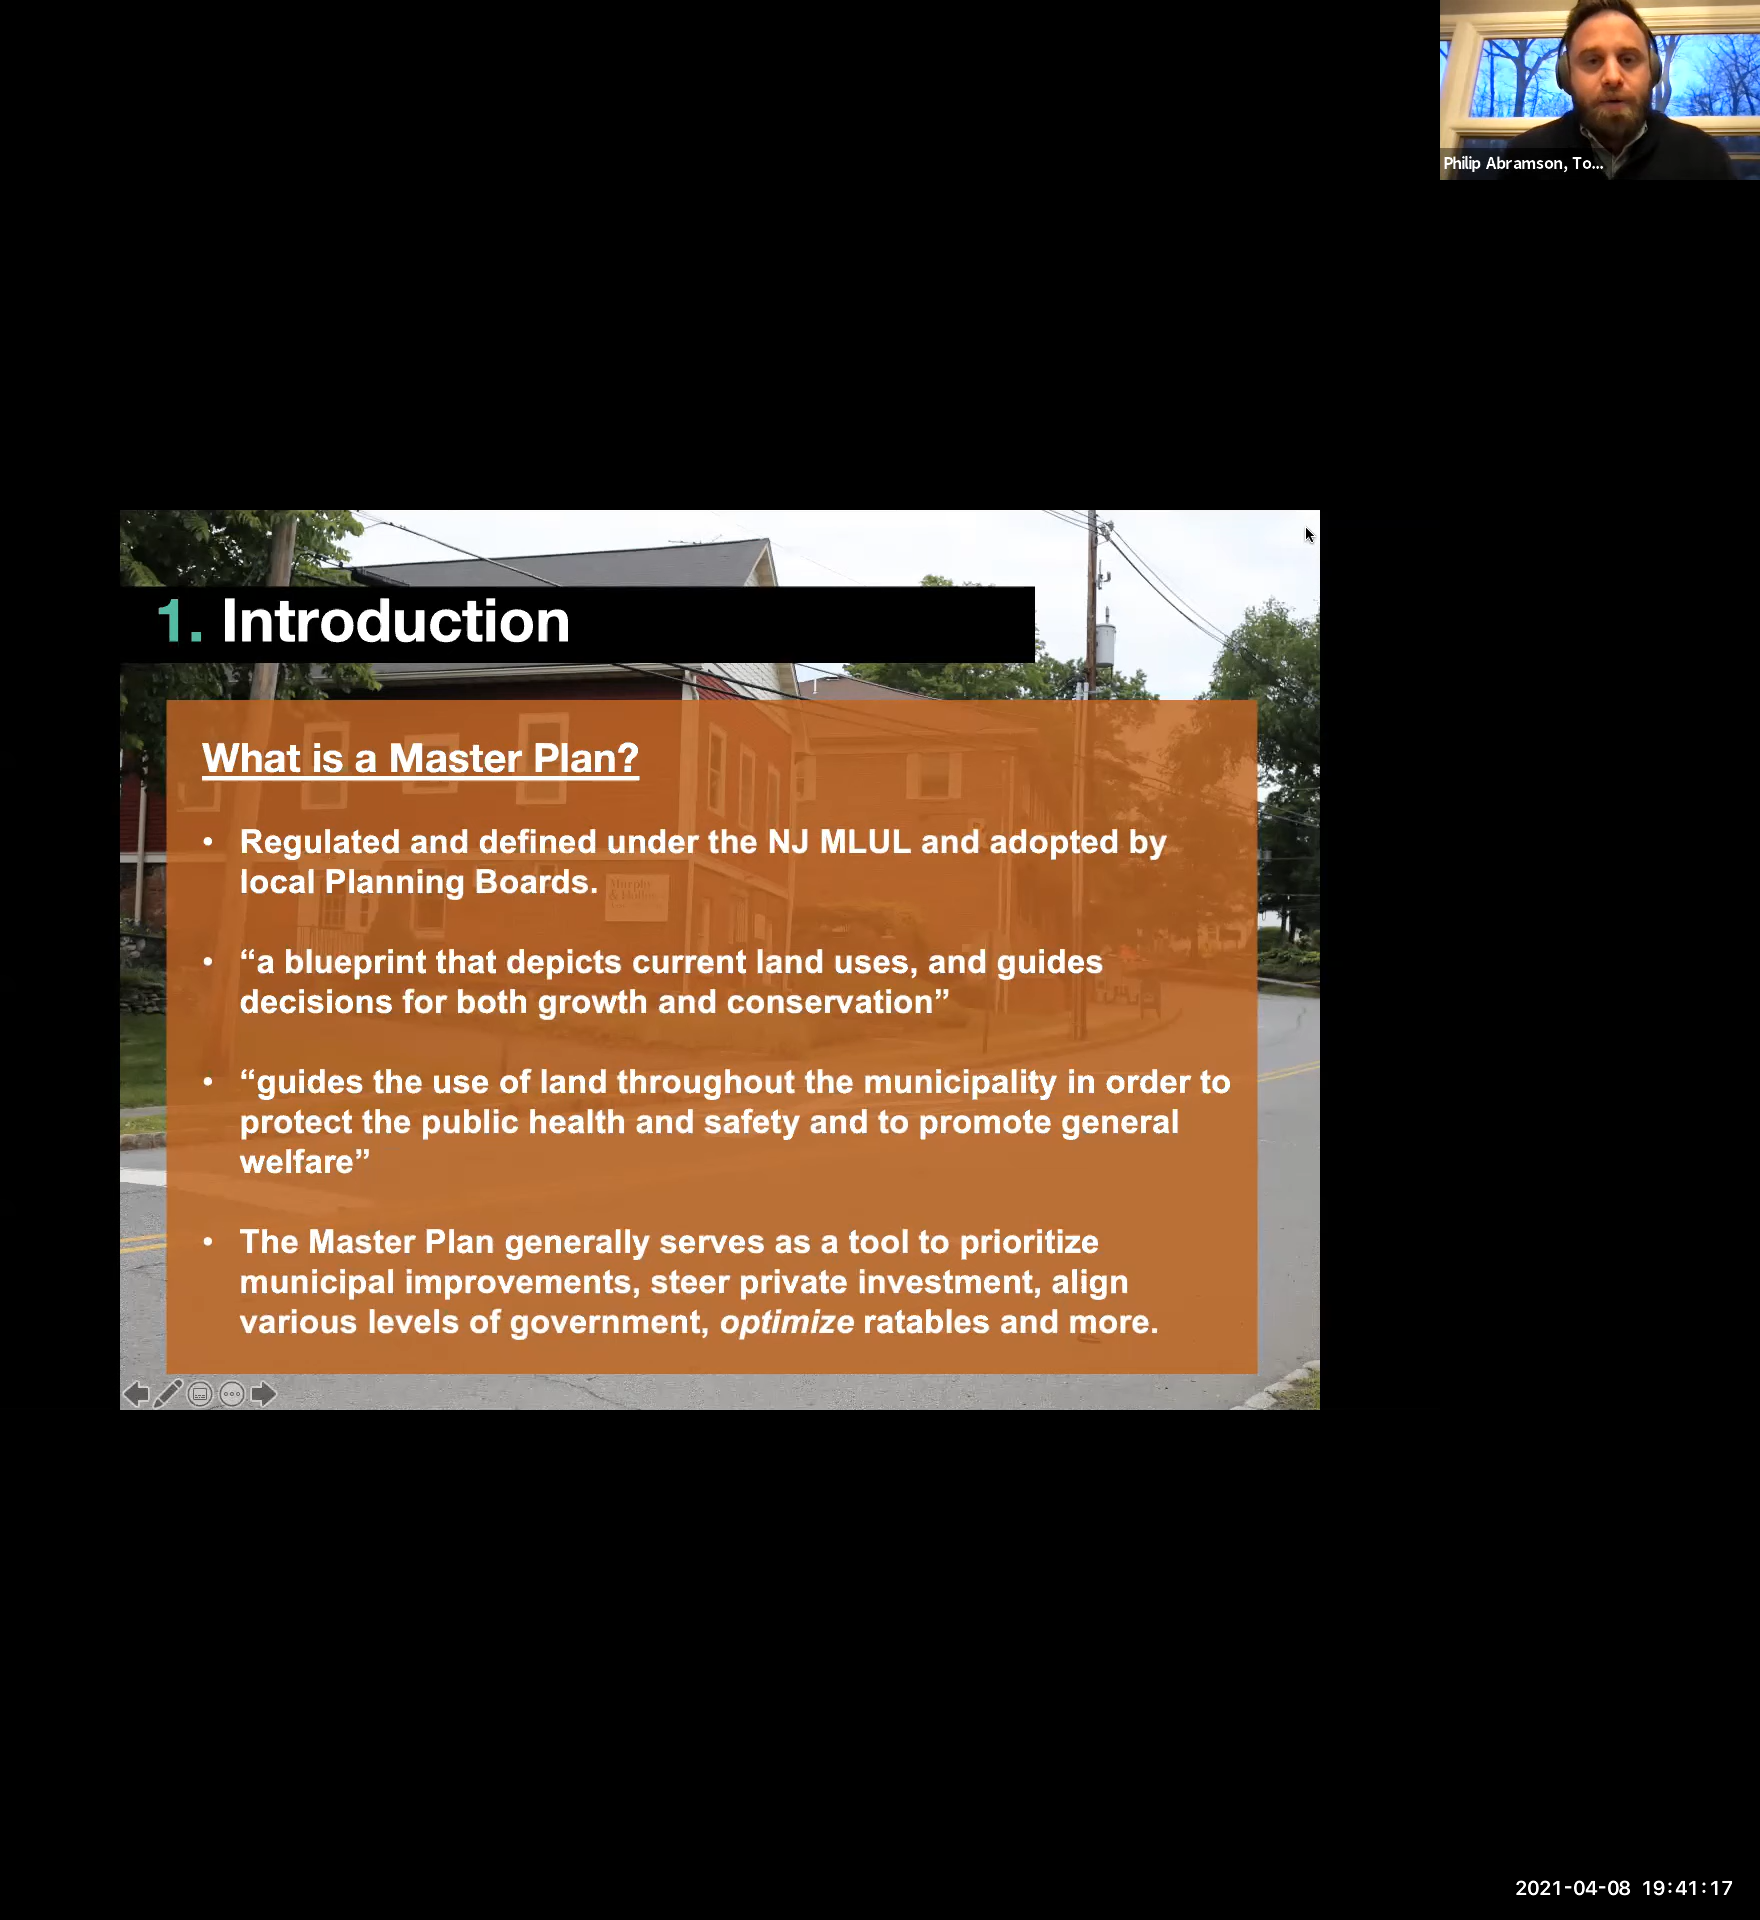 Philip Abramson, To...
1. Introduction
What is a Master Plan?
• Regulated and defined under the NJ MLUL and adopted by
local Planning Boards.
• “a blueprint that depicts current land uses, and guides
decisions for both growth and conservation”
• “guides the use of land throughout the municipality in order to
protect the public health and safety and to promote general
welfare”
• The Master Plan generally serves as a tool to prioritize
municipal improvements, steer private investment, align
various levels of government, optimize ratables and more.
2021-04-08 19:41:17